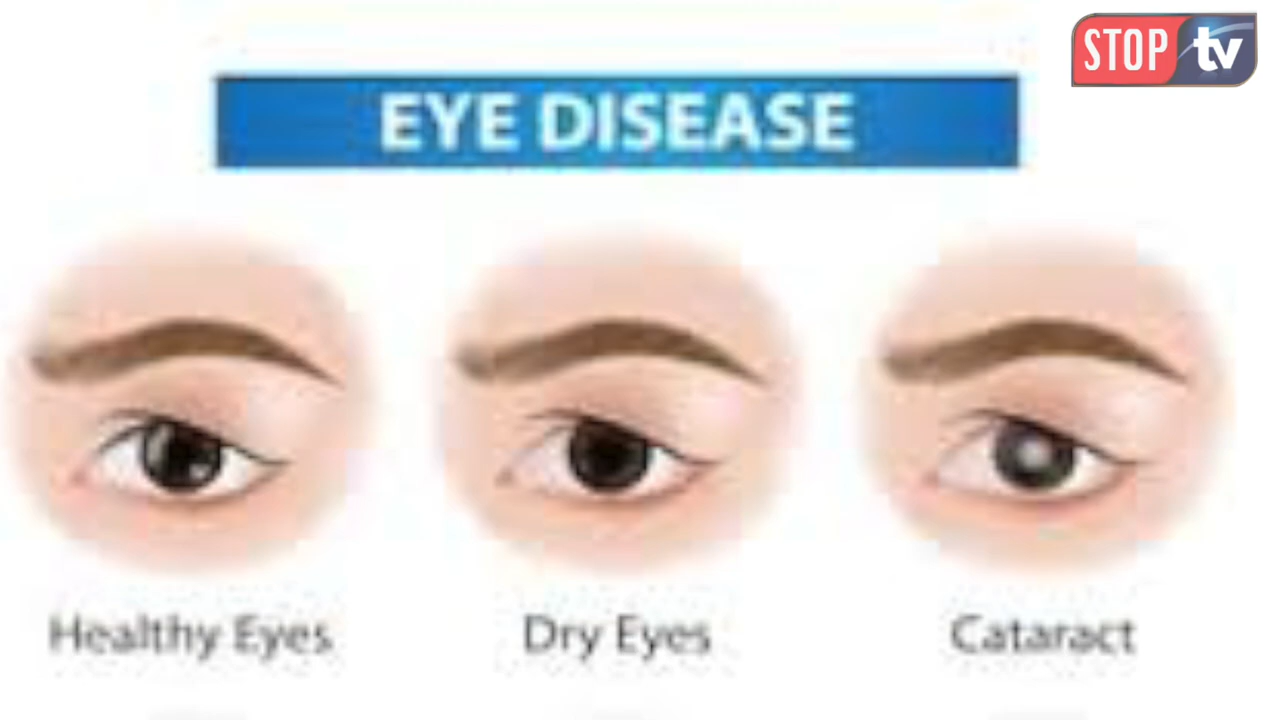 STOP tv
EYE DISEASE
Healthy Eyes
Dry Eyes
Cataract